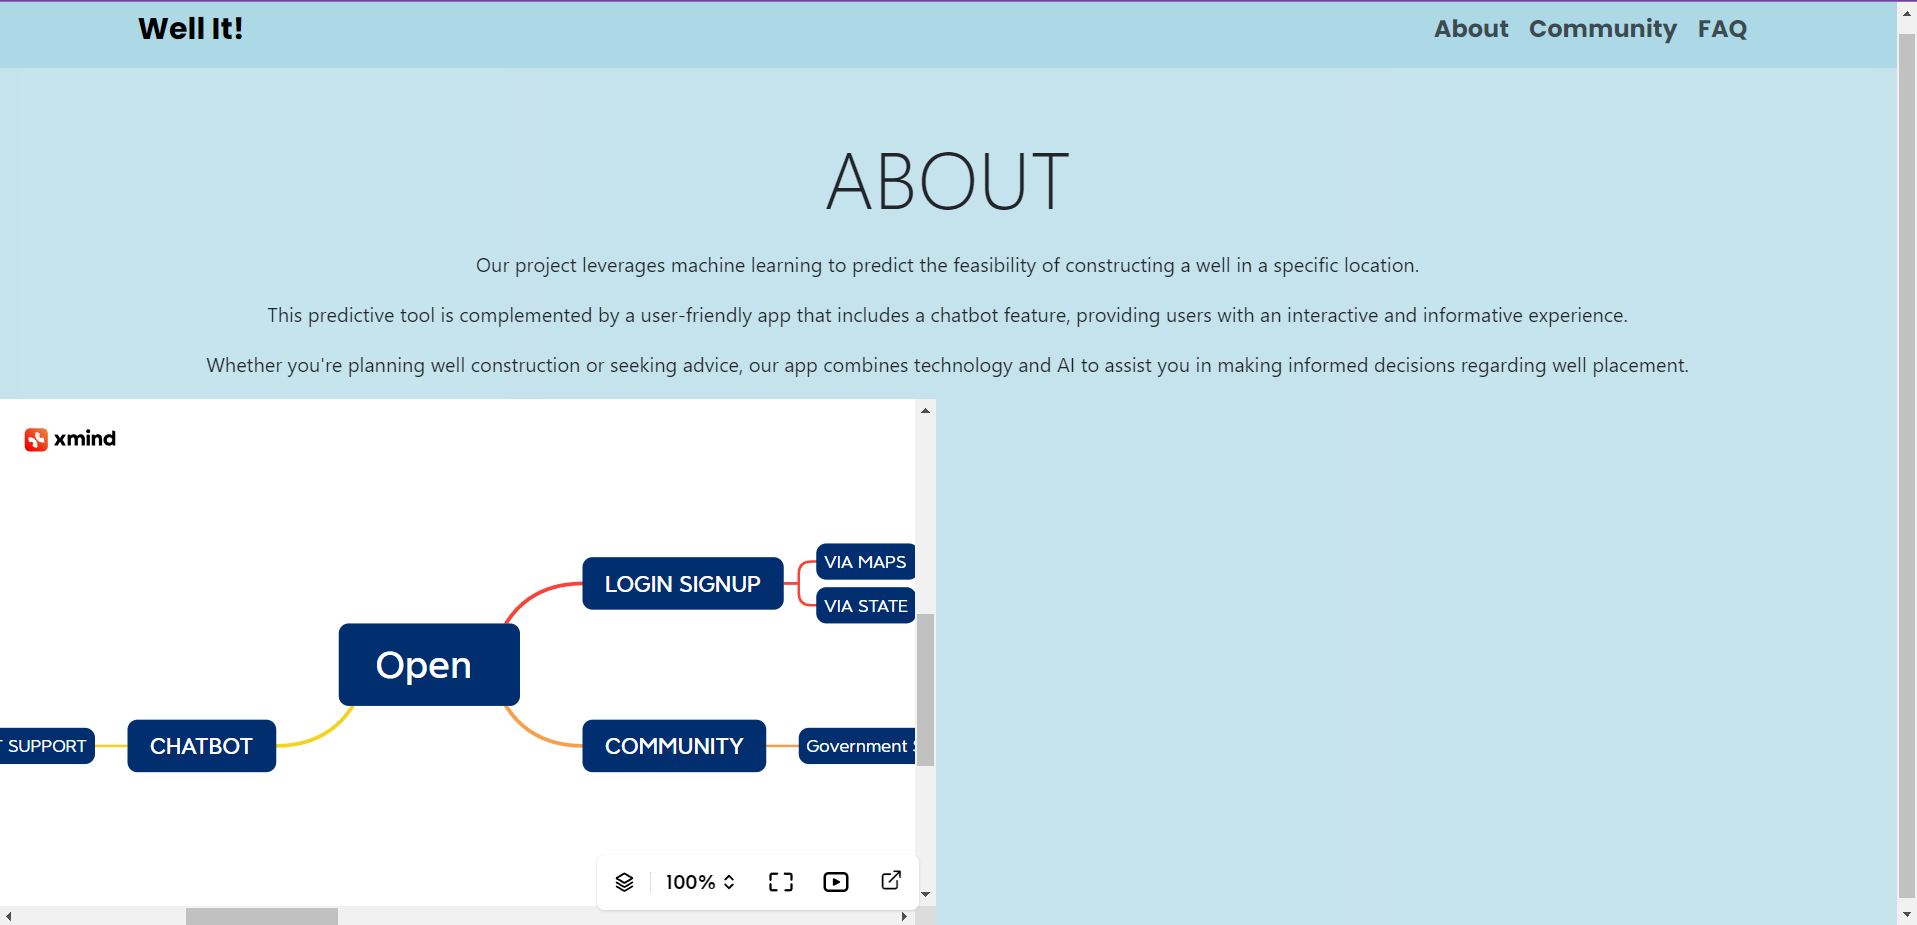 Well It!
About Community FAQ
ABOUT
Our project leverages machine learning to predict the feasibility of constructing a well in a specific location.
This predictive tool is complemented by a user-friendly app that includes a chatbot feature, providing users with an interactive and informative experience.
Whether you're planning well construction or seeking advice, our app combines technology and AI to assist you in making informed decisions regarding well placement.
xmind
VIA MAPS
LOGIN SIGNUP
VIA STATE
Open
SUPPORT
CHATBOT
COMMUNITY
Government
100%